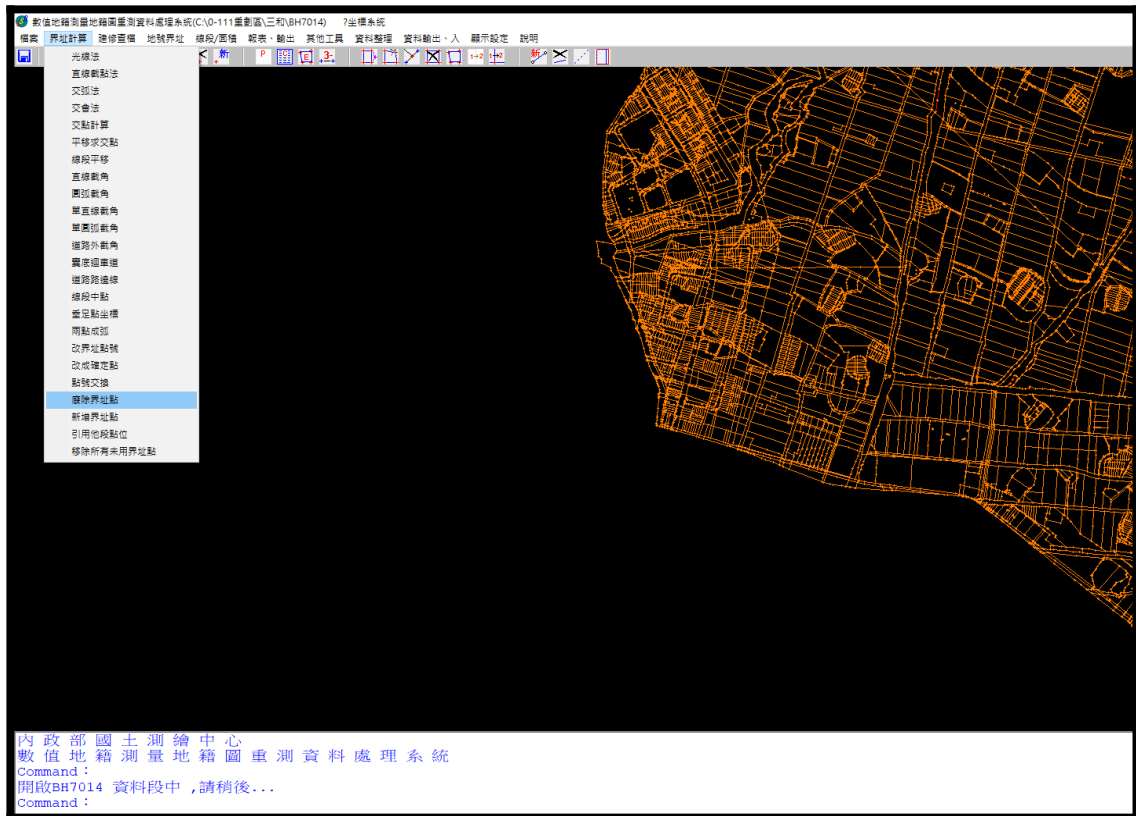 數值地籍測量地籍圖重測資料處理系統(C:\0-111重劃區\三和\BH7014) ?坐標系統
檔案 界址計算 建修查檔 地號界址 線段/面積 報表、輸出 其他工具 資料整理 資料輸出、入 顯示設定 說明
新 P 3- 1→2 1→2 新
光線法
直線截點法
交弧法
交會法
交點計算
平移求交點
線段平移
直線截角
圓弧截角
單直線截角
單圓弧截角
道路外截角
囊底迴車道
道路路邊線
線段中點
垂足點坐標
兩點成弧
改界址點號
改成確定點
點號交換
廢除界址點
新增界址點
引用他段點位
移除所有未用界址點
內政部國土測繪中心
數值地籍測量地籍圖重測資料處理系統
Command：
開啟BH7014 資料段中 ,請稍後...
Command：